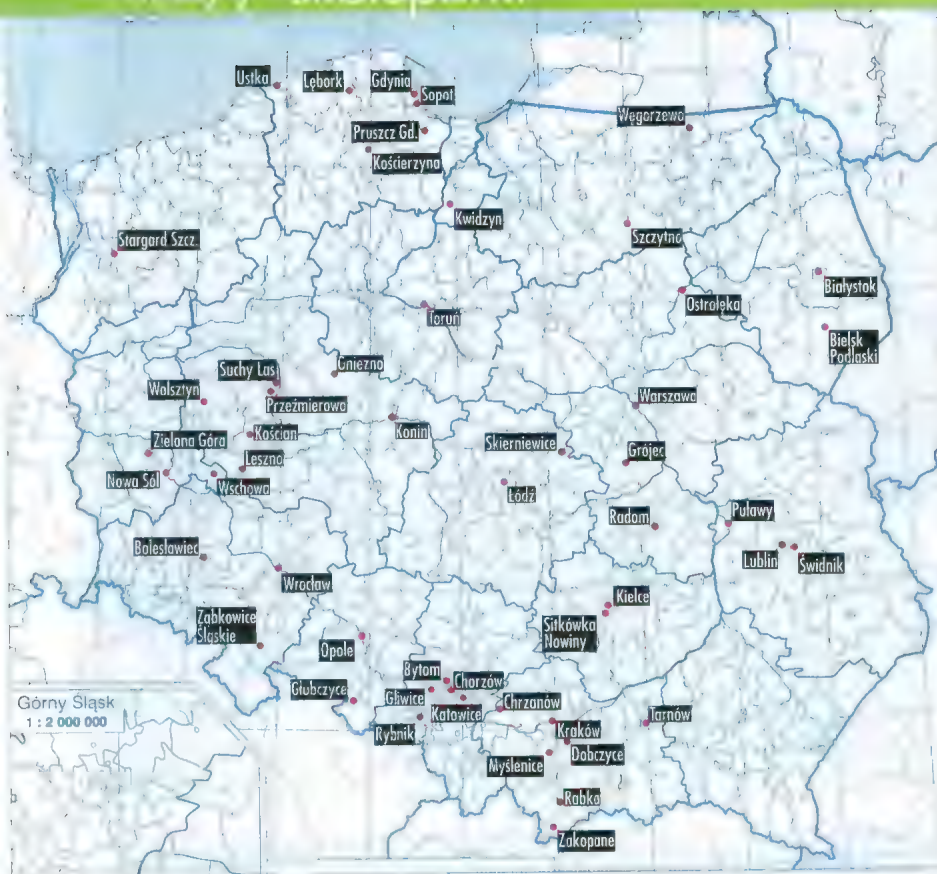 Ustka
Lębork
Gdynia
Sopot
Węgorzewo
Pruszcz Gd.
Kościerzyna
Kwidzyn
Szczytno
Stargard Szcz.
Białystok
Ostrołęka
Toruń
Bielsk
Podlaski
Gniezno
Suchy Las
Wolsztyn
Przeźmierowo
Warszawa
Konin
Kościan
Zielona Góra
Skierniewice
Leszno
Grójec
Nowa Sól
Wschowa
Łódź
Radom
Puławy
Bolesławiec
Lublin
Świdnik
Wrocław
Kielce
Ząbkowice
Śląskie
Sitkówka
Nowiny
Opole
Bytom
Chorzów
Głubczyce
Gliwice
Chrzanów
Katowice
Tarnów
Górny Śląsk
1 : 2 000 000
Rybnik
Kraków
Dobczyce
Myślenice
Rabka
Zakopane